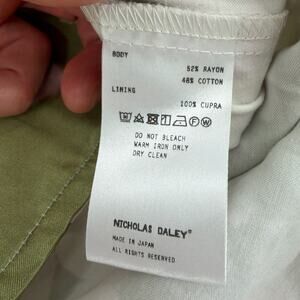 BODY
52% RAYON
48% COTTON
LINING
100% CUPRA
DO NOT BLEACH
WARM IRON ONLY
DRY CLEAN
NICHOLAS DALEY®
MADE IN JAPAN
ALL RIGHTS RESERVED